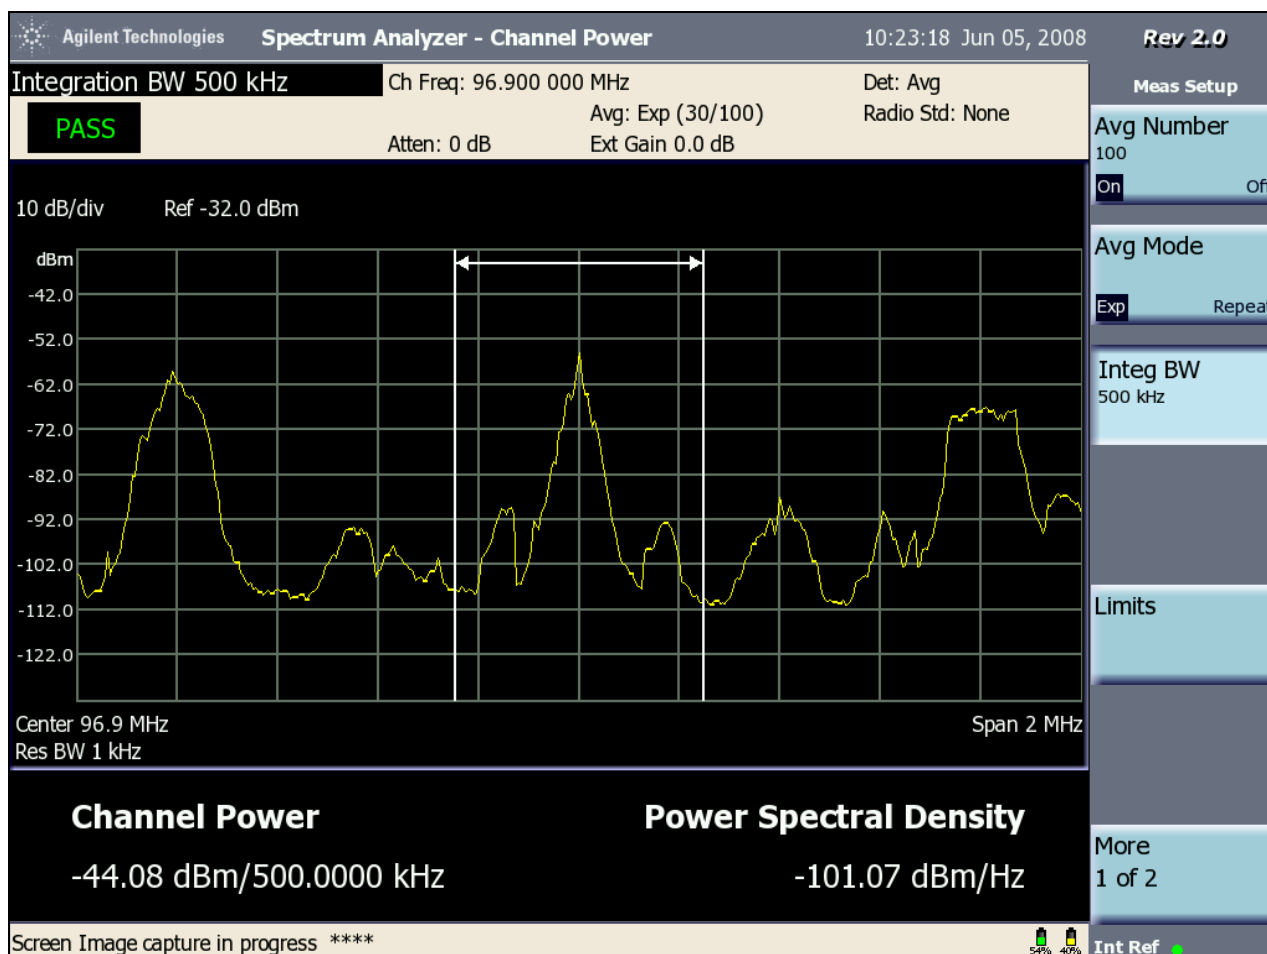 Agilent Technologies Spectrum Analyzer - Channel Power 10:23:18 Jun 05, 2008 Rev 2.0
Integration BW 500 kHz Ch Freq: 96.900 000 MHz Det: Avg
PASS Avg: Exp (30/100) Radio Std: None
Atten: 0 dB Ext Gain 0.0 dB
10 dB/div Ref -32.0 dBm
dBm
-42.0
-52.0
-62.0
-72.0
-82.0
-92.0
-102.0
-112.0
-122.0
Center 96.9 MHz Span 2 MHz
Res BW 1 kHz
Channel Power Power Spectral Density
-44.08 dBm/500.0000 kHz -101.07 dBm/Hz
Screen Image capture in progress **** 54% 40%
Meas Setup
Avg Number
100
On Of
Avg Mode
Exp Repeat
Integ BW
500 kHz
Limits
More
1 of 2
Int Ref